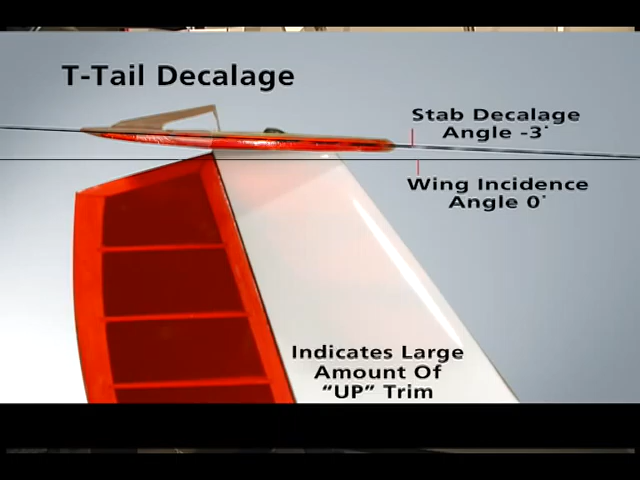 T-Tail Decalage
Stab Decalage
Angle -3°
Wing Incidence
Angle 0°
Indicates Large
Amount Of
“UP” Trim